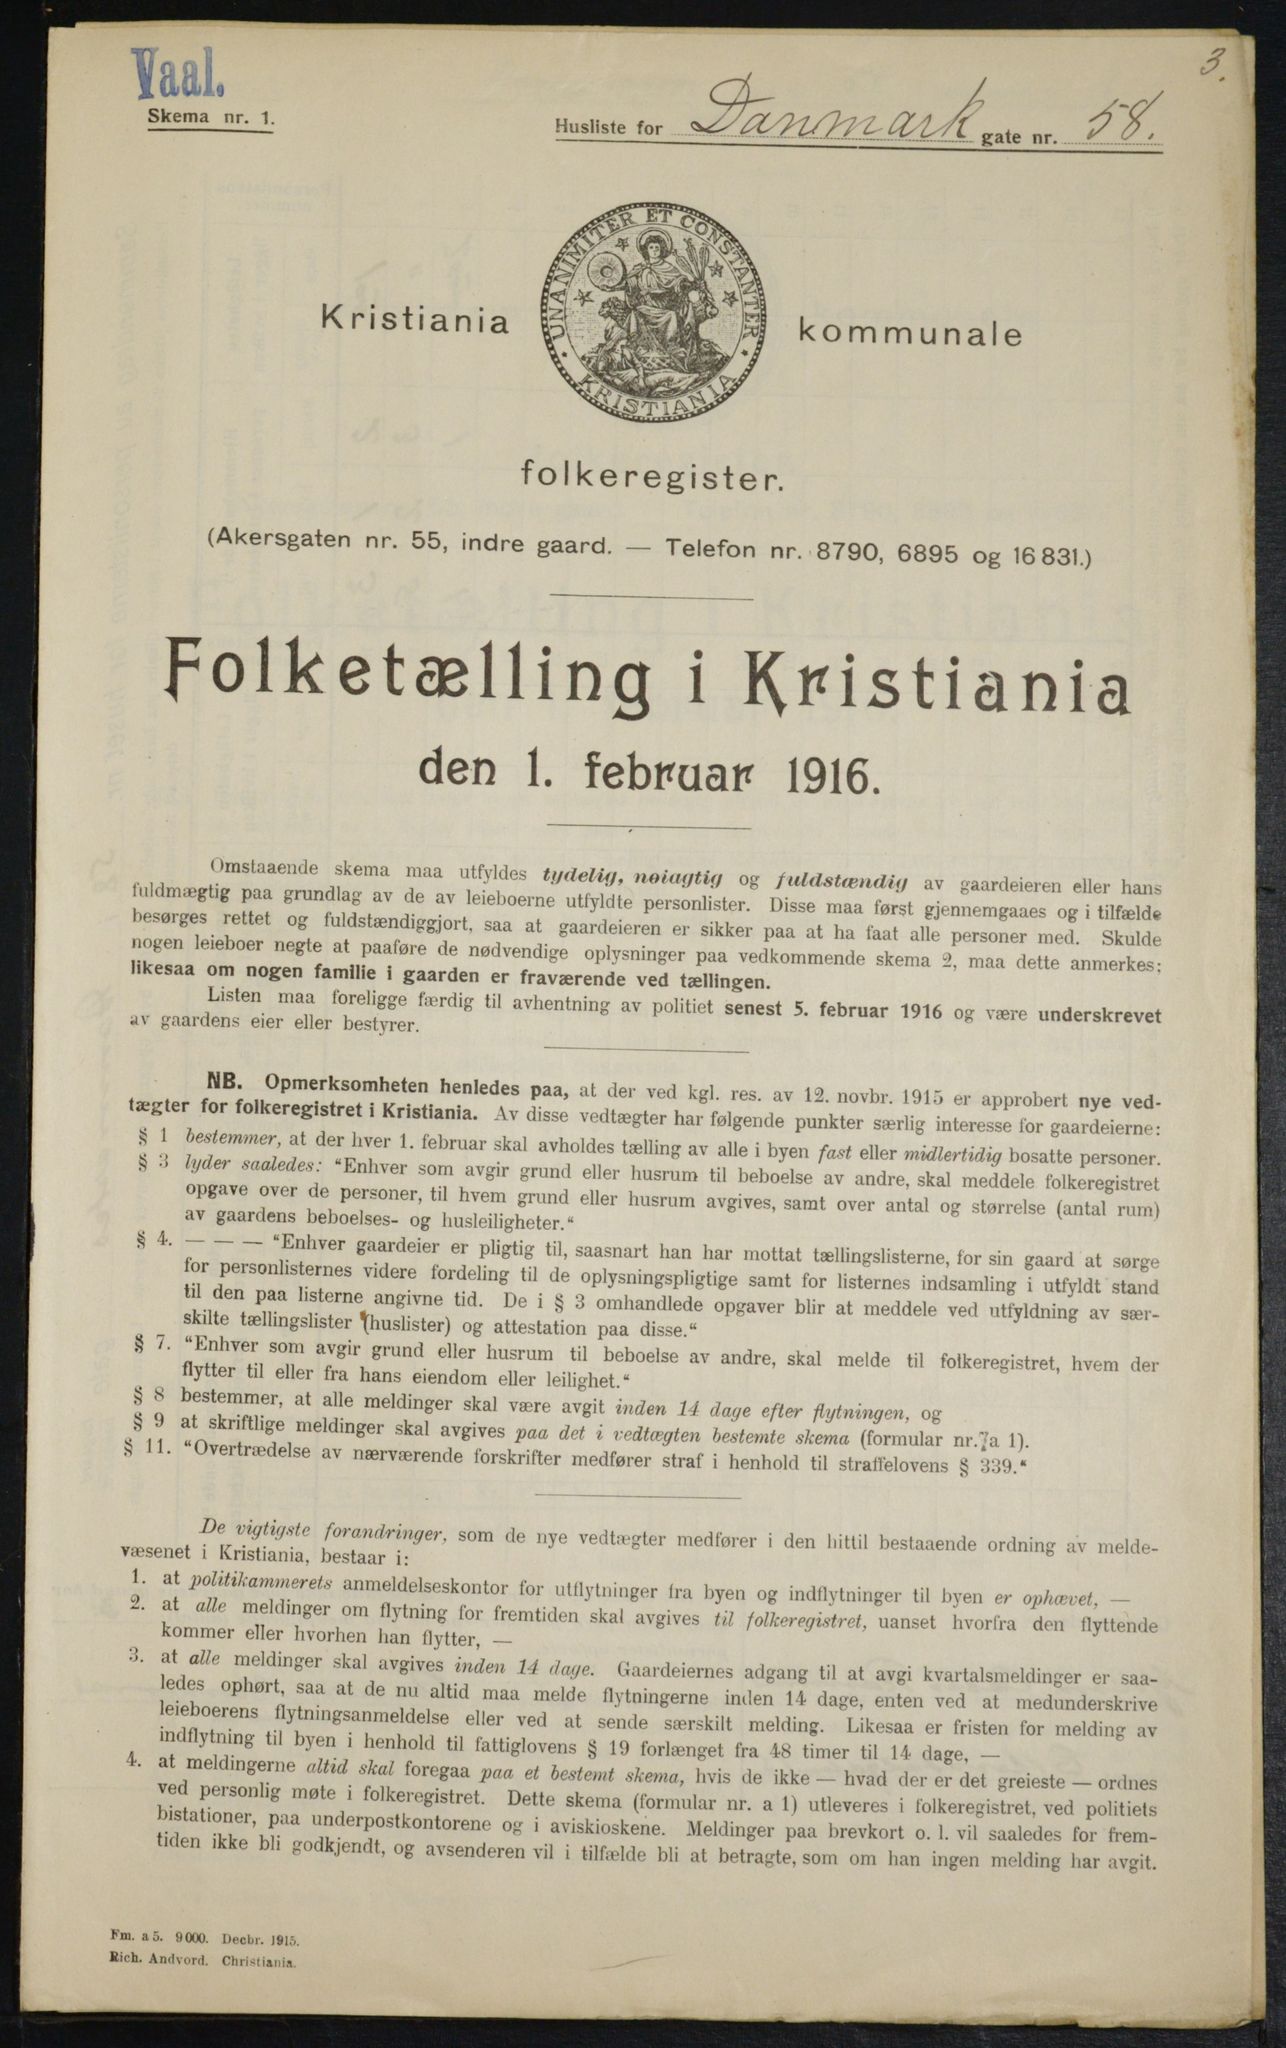 3.
Vaal.
Skema nr. 1.
Husliste for Danmark gate nr. 58.
UNANIMITER ET CONSTANTER
KRISTIANIA
Kristiania kommunale
folkeregister.
(Akersgaten nr. 55, indre gaard. — Telefon nr. 8790, 6895 og 16 831.)
Folketælling i Kristiania
den 1. februar 1916.
Omstaaende skema maa utfyldes tydelig, nøiagtig og fuldstændig av gaardeieren eller hans
fuldmægtig paa grundlag av de av leieboerne utfyldte personlister. Disse maa først gjennemgaaes og i tilfælde
besørges rettet og fuldstændiggjort, saa at gaardeieren er sikker paa at ha faat alle personer med. Skulde
nogen leieboer negte at paaføre de nødvendige oplysninger paa vedkommende skema 2, maa dette anmerkes;
likesaa om nogen familie i gaarden er fraværende ved tællingen.
Listen maa foreligge færdig til avhentning av politiet senest 5. februar 1916 og være underskrevet
av gaardens eier eller bestyrer.
NB. Opmerksomheten henledes paa, at der ved kgl. res. av 12. novbr. 1915 er approbert nye ved-
tægter for folkeregistret i Kristiania. Av disse vedtægter har følgende punkter særlig interesse for gaardeierne:
§ 1 bestemmer, at der hver 1. februar skal avholdes tælling av alle i byen fast eller midlertidig bosatte personer.
§ 3 lyder saaledes: "Enhver som avgir grund eller husrum til beboelse av andre, skal meddele folkeregistret
opgave over de personer, til hvem grund eller husrum avgives, samt over antal og størrelse (antal rum)
av gaardens beboelses- og husleiligheter."
§ 4. — — — "Enhver gaardeier er pligtig til, saasnart han har mottat tællingslisterne, for sin gaard at sørge
for personlisternes videre fordeling til de oplysningspligtige samt for listernes indsamling i utfyldt stand
til den paa listerne angivne tid. De i § 3 omhandlede opgaver blir at meddele ved utfyldning av sær-
skilte tællingslister (huslister) og attestation paa disse."
§ 7. "Enhver som avgir grund eller husrum til beboelse av andre, skal melde til folkeregistret, hvem der
flytter til eller fra hans eiendom eller leilighet."
§ 8 bestemmer, at alle meldinger skal være avgit inden 14 dage efter flytningen, og
§ 9 at skriftlige meldinger skal avgives paa det i vedtægten bestemte skema (formular nr. a 1).
§ 11. "Overtrædelse av nærværende forskrifter medfører straf i henhold til straffelovens § 339."
De vigtigste forandringer, som de nye vedtægter medfører i den hittil bestaaende ordning av melde-
væsenet i Kristiania, bestaar i:
1. at politikammerets anmeldelseskontor for utflytninger fra byen og indflytninger til byen er ophævet, —
2. at alle meldinger om flytning for fremtiden skal avgives til folkeregistret, uanset hvorfra den flyttende
kommer eller hvorhen han flytter, —
3. at alle meldinger skal avgives inden 14 dage. Gaardeiernes adgang til at avgi kvartalsmeldinger er saa-
ledes ophørt, saa at de nu altid maa melde flytningerne inden 14 dage, enten ved at medunderskrive
leieboerens flytningsanmeldelse eller ved at sende særskilt melding. Likesaa er fristen for melding av
indflytning til byen i henhold til fattiglovens § 19 forlænget fra 48 timer til 14 dage, —
4. at meldingerne altid skal foregaa paa et bestemt skema, hvis de ikke — hvad der er det greieste — ordnes
ved personlig møte i folkeregistret. Dette skema (formular nr. a 1) utleveres i folkeregistret, ved politiets
bistationer, paa underpostkontorene og i aviskioskene. Meldinger paa brevkort o. l. vil saaledes for frem-
tiden ikke bli godkjendt, og avsenderen vil i tilfælde bli at betragte, som om han ingen melding har avgit.
Fm. a 5. 9 000. Decbr. 1915.
Rich. Andvord. Christiania.